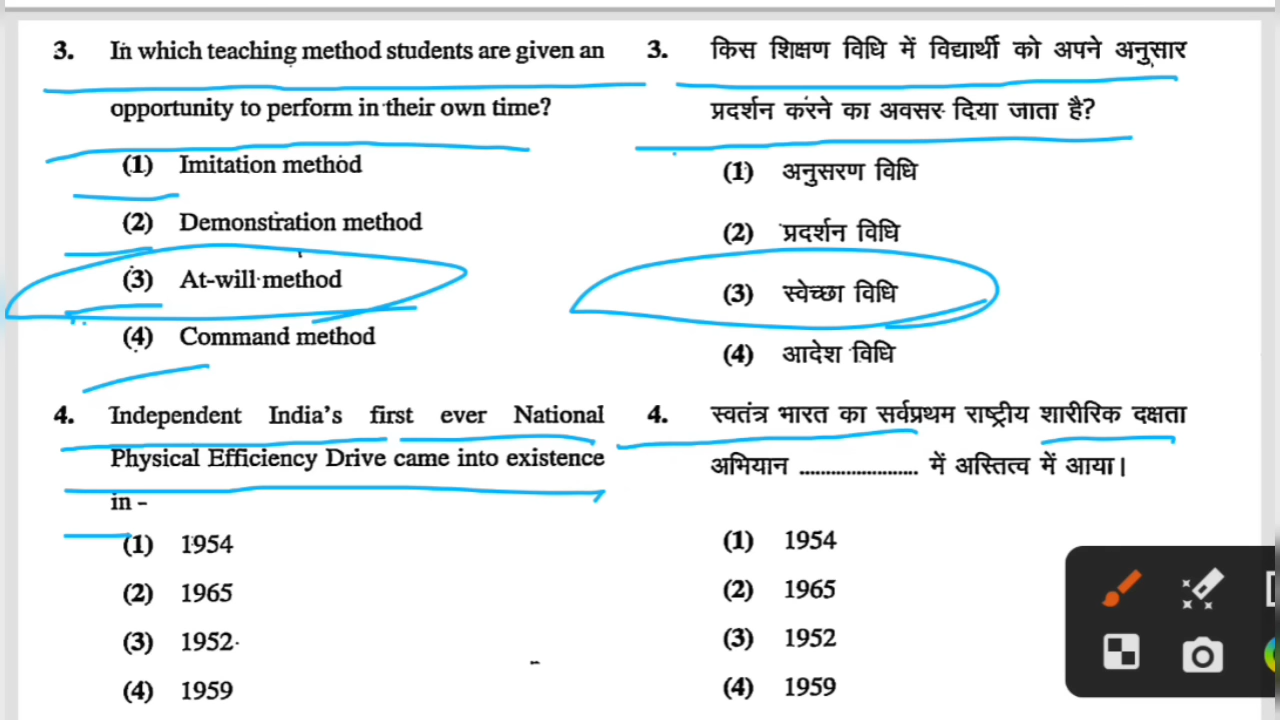 3. In which teaching method students are given an
opportunity to perform in their own time?
(1) Imitation method
(2) Demonstration method
(3) At-will method
(4) Command method
4. Independent India's first ever National
Physical Efficiency Drive came into existence
in -
(1) 1954
(2) 1965
(3) 1952
(4) 1959
3. किस शिक्षण विधि में विद्यार्थी को अपने अनुसार
प्रदर्शन करने का अवसर दिया जाता है?
(1) अनुसरण विधि
(2) प्रदर्शन विधि
(3) स्वेच्छा विधि
(4) आदेश विधि
4. स्वतंत्र भारत का सर्वप्रथम राष्ट्रीय शारीरिक दक्षता
अभियान ....................... में अस्तित्व में आया।
(1) 1954
(2) 1965
(3) 1952
(4) 1959